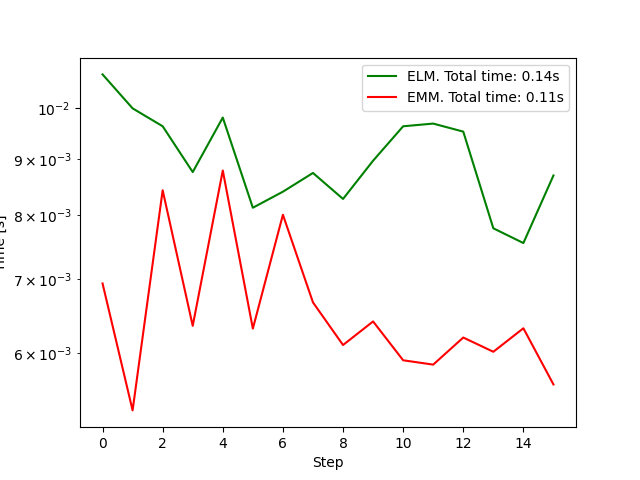 ELM. Total time: 0.14s
EMM. Total time: 0.11s
10⁻²
9 × 10⁻³
8 × 10⁻³
7 × 10⁻³
6 × 10⁻³
Time [s]
0 2 4 6 8 10 12 14
Step